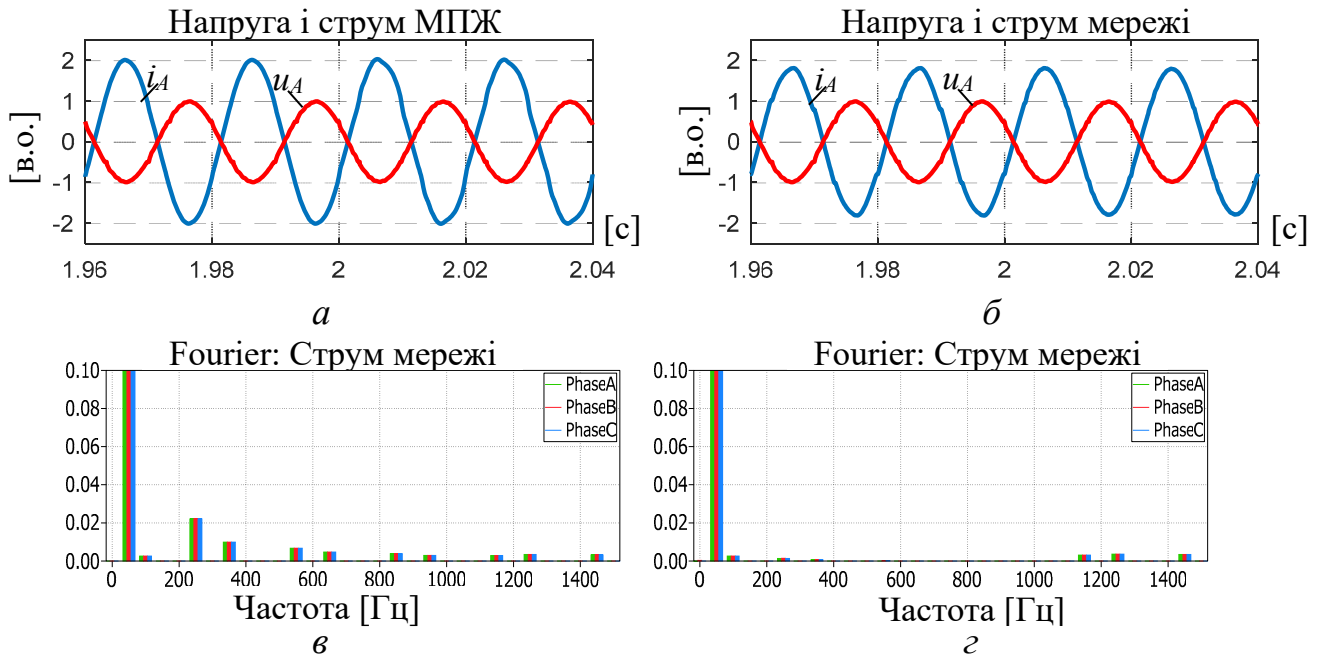 Напруга і струм МПЖ
Напруга і струм мережі
[в.о.]
2
1
0
-1
-2
iA
uA
1.96
1.98
2
2.02
2.04
[с]
а
[в.о.]
2
1
0
-1
-2
iA
uA
1.96
1.98
2
2.02
2.04
[с]
б
Fourier: Струм мережі
0.10
0.08
0.06
0.04
0.02
0.00
PhaseA
PhaseB
PhaseC
0
200
400
600
800
1000
1200
1400
Частота [Гц]
в
Fourier: Струм мережі
0.10
0.08
0.06
0.04
0.02
0.00
PhaseA
PhaseB
PhaseC
0
200
400
600
800
1000
1200
1400
Частота [Гц]
г